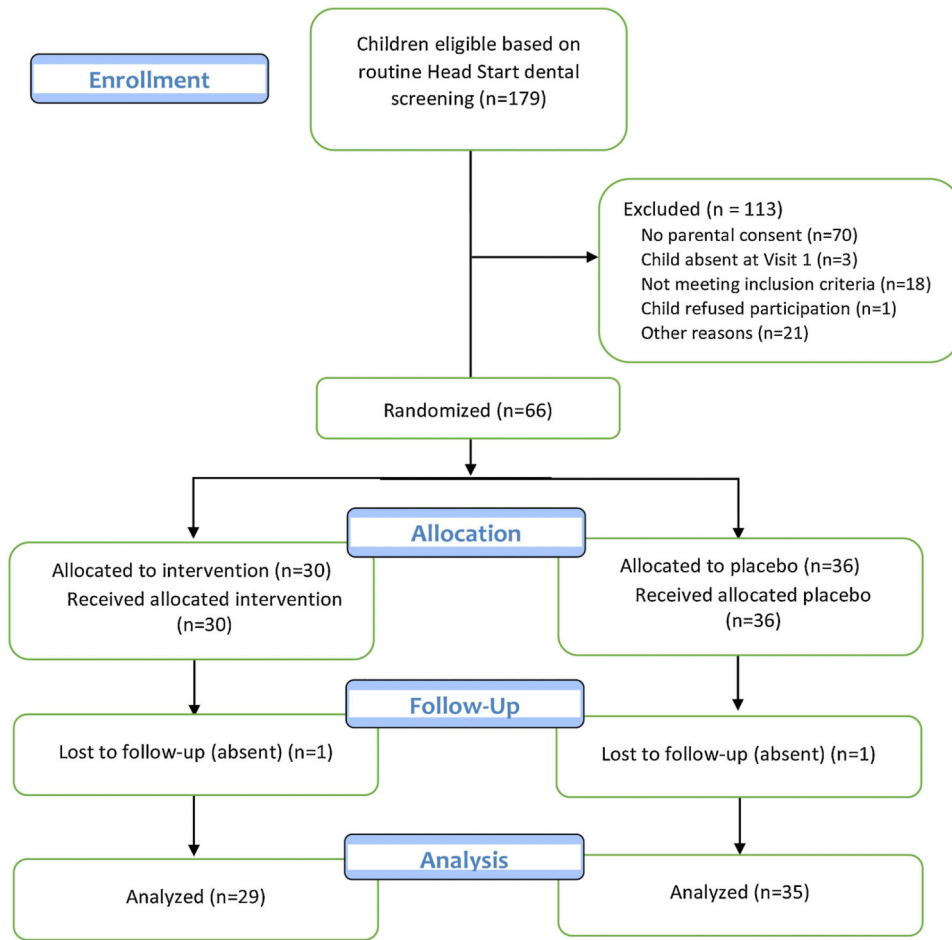 Enrollment
Children eligible based on
routine Head Start dental
screening (n=179)
Excluded (n = 113)
No parental consent (n=70)
Child absent at Visit 1 (n=3)
Not meeting inclusion criteria (n=18)
Child refused participation (n=1)
Other reasons (n=21)
Randomized (n=66)
Allocation
Allocated to intervention (n=30)
Received allocated intervention
(n=30)
Allocated to placebo (n=36)
Received allocated placebo
(n=36)
Follow-Up
Lost to follow-up (absent) (n=1)
Lost to follow-up (absent) (n=1)
Analysis
Analyzed (n=29)
Analyzed (n=35)